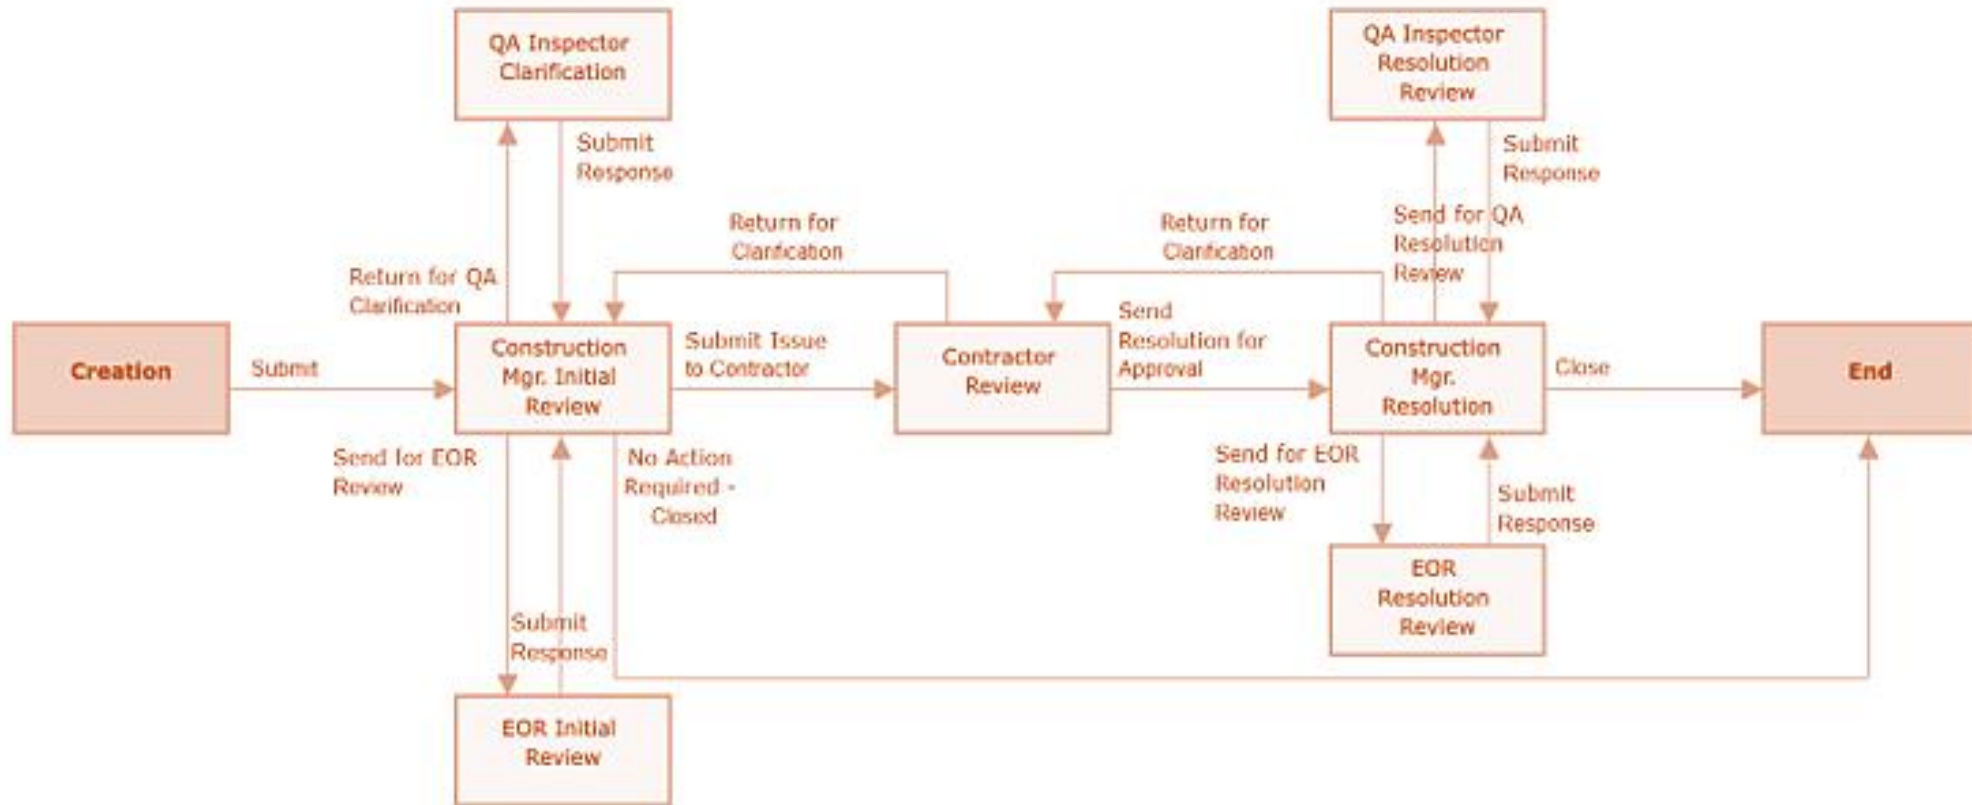 QA Inspector
Clarification
QA Inspector
Resolution
Review
Submit
Response
Submit
Response
Return for
Clarification
Return for
Clarification
Send for QA
Resolution
Review
Return for QA
Clarification
Creation
Submit
Construction
Mgr. Initial
Review
Submit Issue
to Contractor
Contractor
Review
Send
Resolution for
Approval
Construction
Mgr.
Resolution
Close
End
Send for EOR
Review
No Action
Required -
Closed
Send for EOR
Resolution
Review
Submit
Response
EOR
Resolution
Review
Submit
Response
EOR Initial
Review